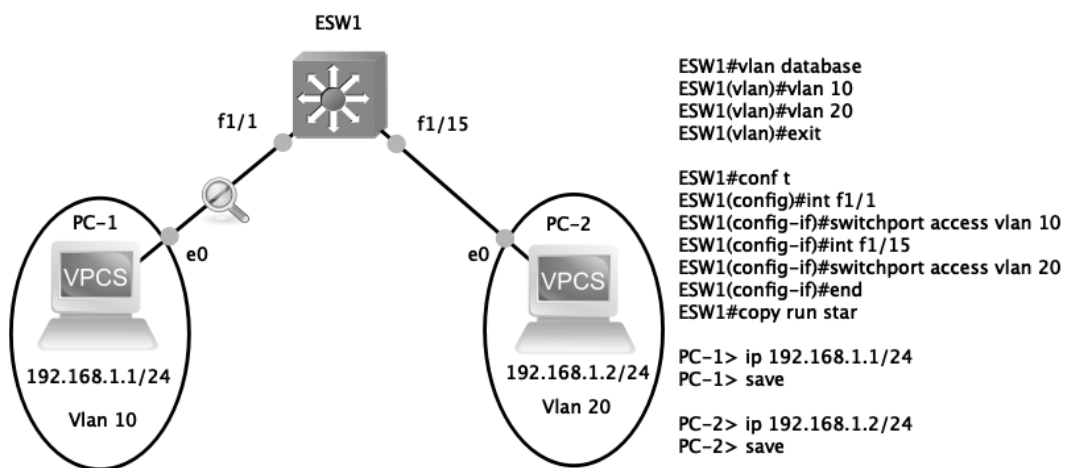 ESW1
f1/1
f1/15
PC-1
e0
VPCS
192.168.1.1/24
Vlan 10
PC-2
e0
VPCS
192.168.1.2/24
Vlan 20
ESW1#vlan database
ESW1(vlan)#vlan 10
ESW1(vlan)#vlan 20
ESW1(vlan)#exit
ESW1#conf t
ESW1(config)#int f1/1
ESW1(config-if)#switchport access vlan 10
ESW1(config-if)#int f1/15
ESW1(config-if)#switchport access vlan 20
ESW1(config-if)#end
ESW1#copy run star
PC-1> ip 192.168.1.1/24
PC-1> save
PC-2> ip 192.168.1.2/24
PC-2> save